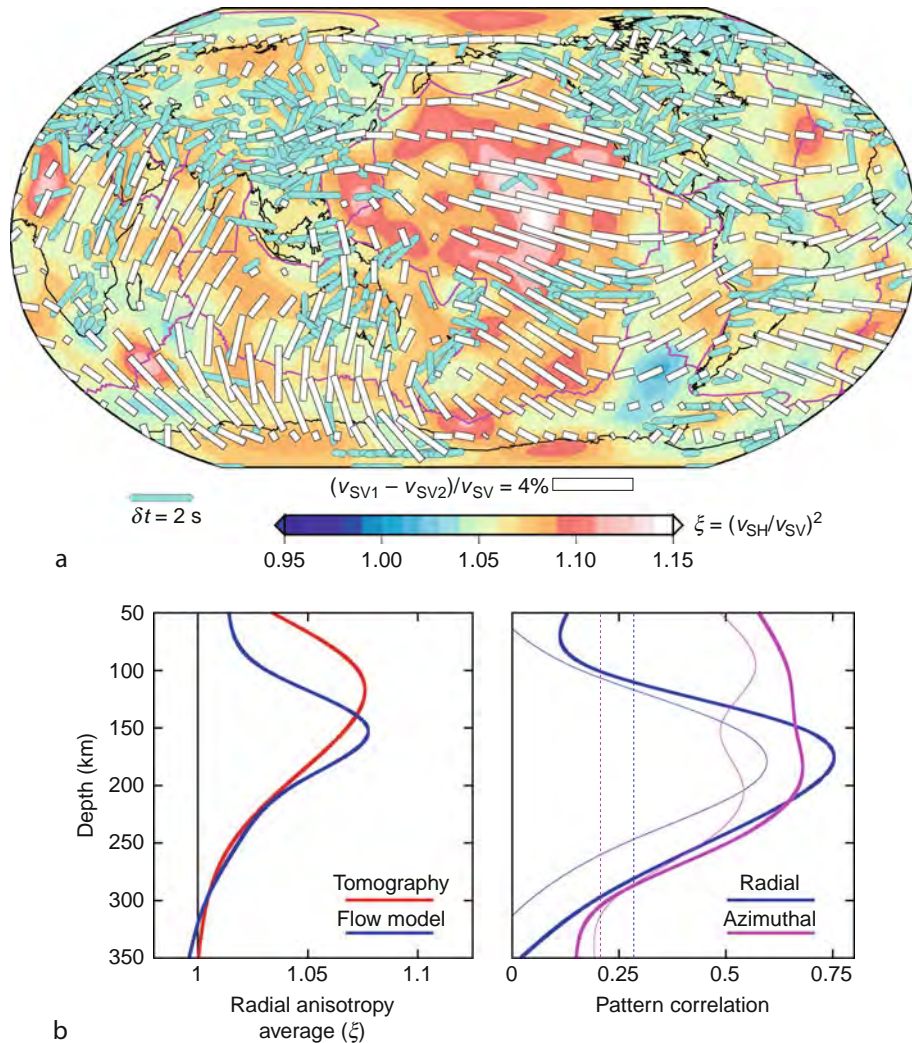 a
(vSV1 − vSV2)/vSV = 4%
δt = 2 s
ξ = (vSH/vSV)²
0.95 1.00 1.05 1.10 1.15
50
100
150
200
250
300
350
Depth (km)
Tomography
Flow model
1 1.05 1.1
Radial anisotropy
average (ξ)
Radial
Azimuthal
0 0.25 0.5 0.75
Pattern correlation
b